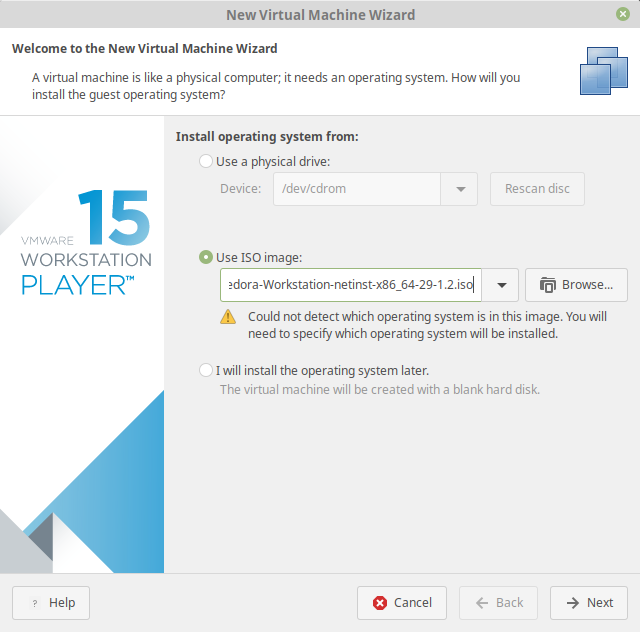 New Virtual Machine Wizard
Welcome to the New Virtual Machine Wizard
A virtual machine is like a physical computer; it needs an operating system. How will you
install the guest operating system?
15
VMWARE
WORKSTATION
PLAYER™
Install operating system from:
Use a physical drive:
Device:
/dev/cdrom
Rescan disc
Use ISO image:
edora-Workstation-netinst-x86_64-29-1.2.iso
Browse...
Could not detect which operating system is in this image. You will
need to specify which operating system will be installed.
I will install the operating system later.
The virtual machine will be created with a blank hard disk.
? Help
Cancel
Back
Next